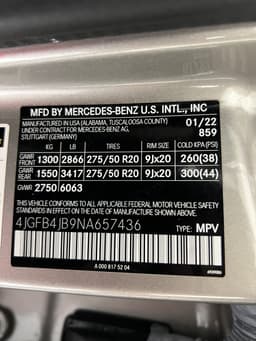 MFD BY MERCEDES-BENZ U.S. INTL., INC
MANUFACTURED IN USA (ALABAMA, TUSCALOOSA COUNTY) 01/22
UNDER CONTRACT FOR MERCEDES-BENZ AG, 859
STUTTGART (GERMANY)
KG LB TIRES RIM SIZE COLD KPA (PSI)
GAWR FRONT 1300 2866 275/50 R20 9Jx20 260(38)
GAWR REAR 1550 3417 275/50 R20 9Jx20 300(44)
GVWR 2750 6063
THIS VEHICLE CONFORMS TO ALL APPLICABLE FEDERAL MOTOR VEHICLE SAFETY
STANDARDS IN EFFECT ON THE DATE OF MANUFACTURE SHOWN ABOVE.
4JGFB4JB9NA657436 TYPE: MPV
A 000 817 52 04